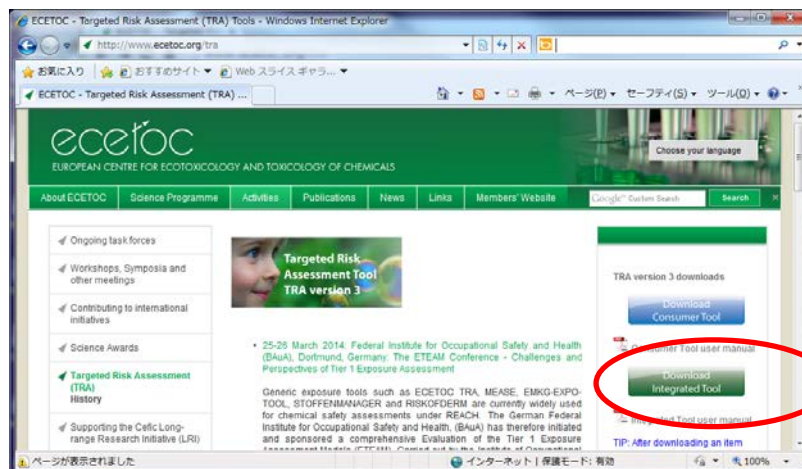 ECETOC - Targeted Risk Assessment (TRA) Tools - Windows Internet Explorer
http://www.ecetoc.org/tra
お気に入り
おすすめサイト ▼
Web スライス ギャラ... ▼
ECETOC - Targeted Risk Assessment (TRA) ...
ページ(P) ▼ セーフティ(S) ▼ ツール(O) ▼
ecetoc
EUROPEAN CENTRE FOR ECOTOXICOLOGY AND TOXICOLOGY OF CHEMICALS
Choose your language
About ECETOC
Science Programme
Activities
Publications
News
Links
Members' Website
Google™ Custom Search
Search
Ongoing task forces
Workshops, Symposia and
other meetings
Contributing to international
initiatives
Science Awards
Targeted Risk Assessment
(TRA)
History
Supporting the Cefic Long-
range Research Initiative (LRI)
Targeted Risk
Assessment Tool
TRA version 3
• 25-26 March 2014: Federal Institute for Occupational Safety and Health
(BAuA), Dortmund, Germany: The ETEAM Conference - Challenges and
Perspectives of Tier 1 Exposure Assessment
Generic exposure tools such as ECETOC TRA, MEASE, EMKG-EXPO-
TOOL, STOFFENMANAGER and RISKOFDERM are currently widely used
for chemical safety assessments under REACH. The German Federal
Institute for Occupational Safety and Health, (BAuA) has therefore initiated
and sponsored a comprehensive Evaluation of the Tier 1 Exposure
TRA version 3 downloads
Download
Consumer Tool
Consumer Tool user manual
Download
Integrated Tool
Integrated Tool user manual
TIP: After downloading an item
ページが表示されました
インターネット | 保護モード: 有効
100%